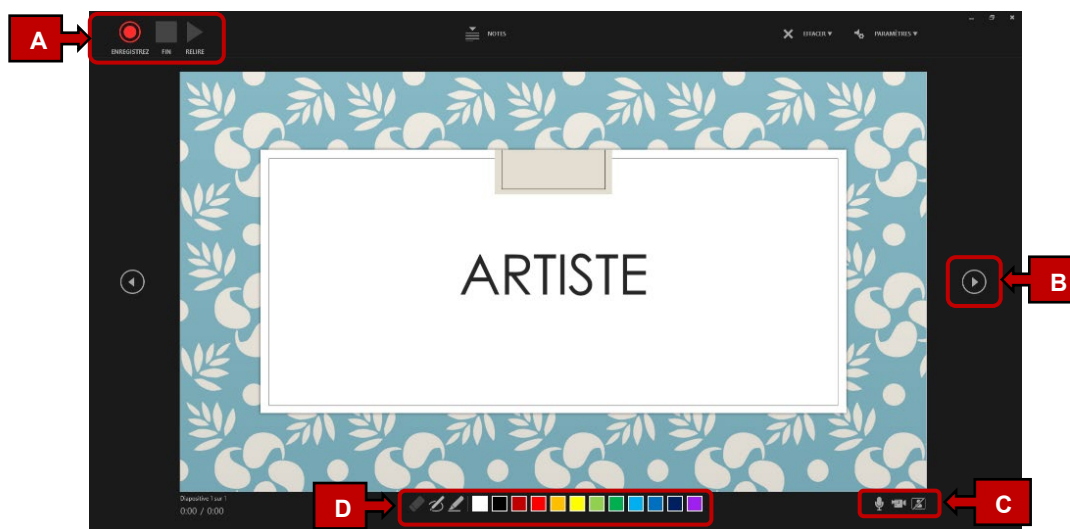 A
ENREGISTREZ FIN RELIRE
NOTES
EFFACER
PARAMÈTRES
ARTISTE
B
Diapositive 1 sur 1
0:00 / 0:00
D
C